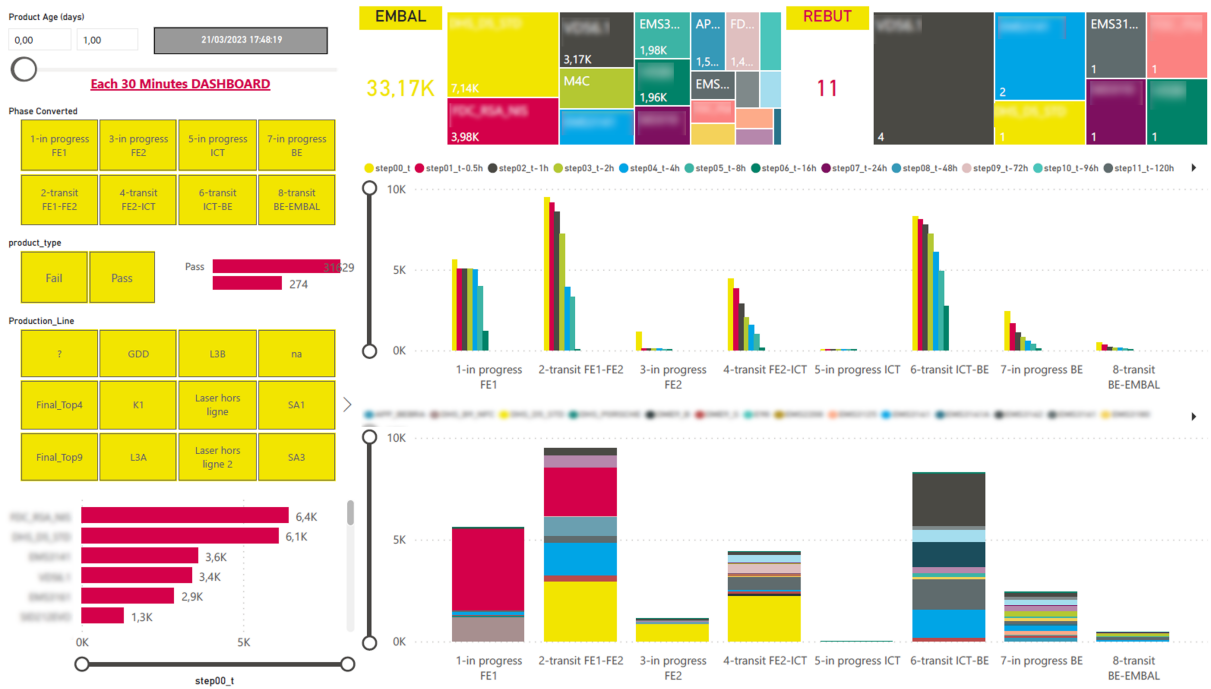 Product Age (days)
0,00
1,00
21/03/2023 17:48:19
Each 30 Minutes DASHBOARD
Phase Converted
1-in progress
FE1
3-in progress
FE2
5-in progress
ICT
7-in progress
BE
2-transit
FE1-FF2
4-transit
FE2-ICT
6-transit
ICT-BE
8-transit
BE-EMBAL
product_type
Fail
Pass
Pass
31629
274
Production_Line
?
GDD
L3B
na
Final_Top4
K1
Laser hors
ligne
SA1
Final_Top9
L3A
Laser hors
ligne 2
SA3
6,4K
6,1K
3,6K
3,4K
2,9K
1,3K
0K
5K
step00_t
EMBAL
33,17K
7,14K
3,98K
3,17K
M4C
EMS3...
1,98K
1,96K
EMS...
AP...
1,5...
FD...
1,4...
REBUT
11
4
2
1
EMS31...
1
1
1
1
step00_t
step01_t-0.5h
step02_t-1h
step03_t-2h
step04_t-4h
step05_t-8h
step06_t-16h
step07_t-24h
step08_t-48h
step09_t-72h
step10_t-96h
step11_t-120h
10K
5K
0K
1-in progress
FE1
2-transit FE1-FE2
3-in progress
FE2
4-transit FE2-ICT
5-in progress ICT
6-transit ICT-BE
7-in progress BE
8-transit
BE-EMBAL
10K
5K
0K
1-in progress
FE1
2-transit FE1-FE2
3-in progress
FE2
4-transit FE2-ICT
5-in progress ICT
6-transit ICT-BE
7-in progress BE
8-transit
BE-EMBAL